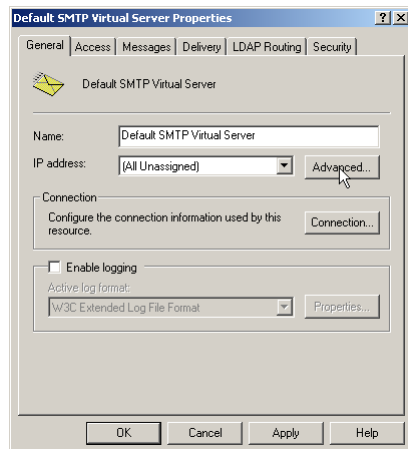 Default SMTP Virtual Server Properties
General Access Messages Delivery LDAP Routing Security
Default SMTP Virtual Server
Name: Default SMTP Virtual Server
IP address: (All Unassigned) Advanced...
Connection
Configure the connection information used by this
resource.
Connection...
Enable logging
Active log format:
W3C Extended Log File Format Properties...
OK Cancel Apply Help